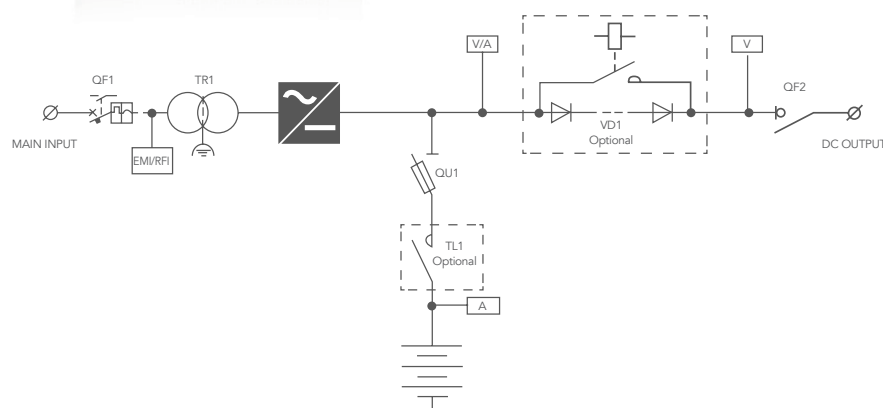 V/A
V
QF1
TR1
QF2
MAIN INPUT
VD1
Optional
DC OUTPUT
EMI/RFI
QU1
TL1
Optional
A